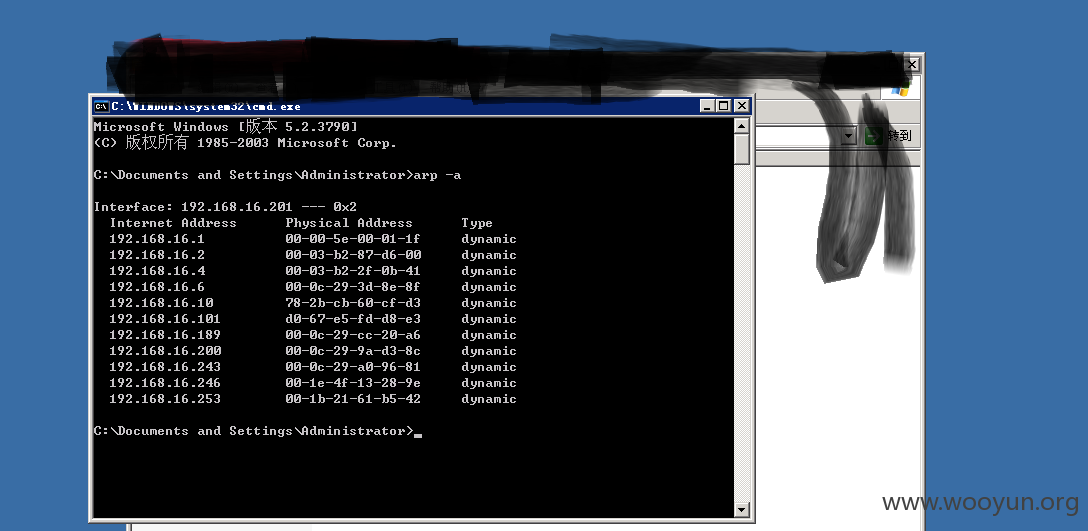 C:\WINDOWS\system32\cmd.exe
Microsoft Windows [版本 5.2.3790]
(C) 版权所有 1985-2003 Microsoft Corp.
C:\Documents and Settings\Administrator>arp -a
Interface: 192.168.16.201 --- 0x2
Internet Address Physical Address Type
192.168.16.1 00-00-5e-00-01-1f dynamic
192.168.16.2 00-03-b2-87-d6-00 dynamic
192.168.16.4 00-03-b2-2f-0b-41 dynamic
192.168.16.6 00-0c-29-3d-8e-8f dynamic
192.168.16.10 78-2b-cb-60-cf-d3 dynamic
192.168.16.101 d0-67-e5-fd-d8-e3 dynamic
192.168.16.189 00-0c-29-cc-20-a6 dynamic
192.168.16.200 00-0c-29-9a-d3-8c dynamic
192.168.16.243 00-0c-29-a0-96-81 dynamic
192.168.16.246 00-1e-4f-13-28-9e dynamic
192.168.16.253 00-1b-21-61-b5-42 dynamic
C:\Documents and Settings\Administrator>
转到
www.wooyun.org